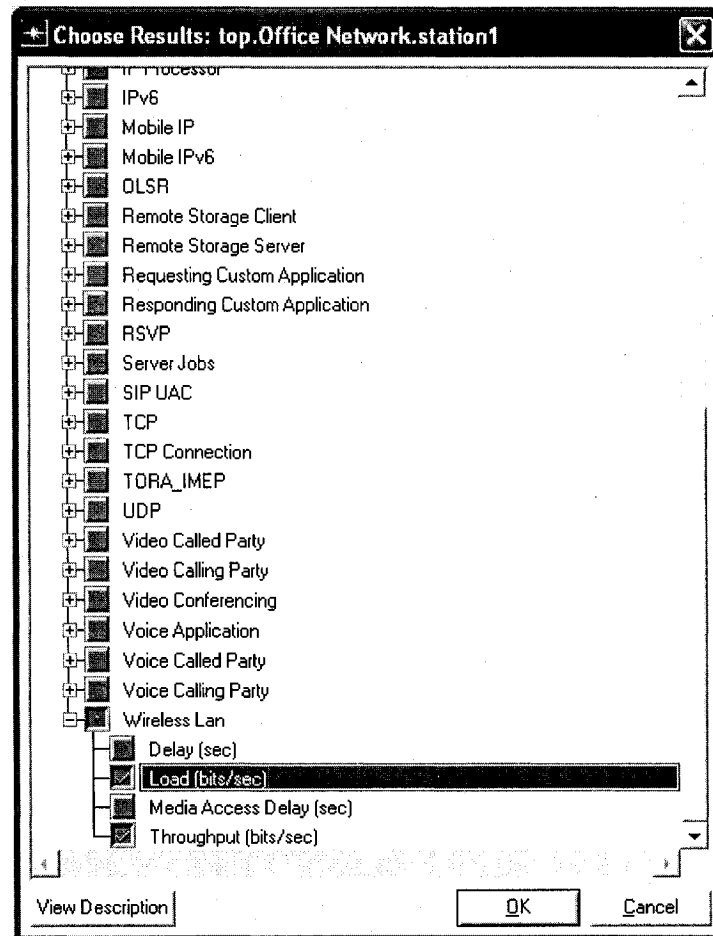 Choose Results: top.Office Network.station1
IP Processor
IPv6
Mobile IP
Mobile IPv6
OLSR
Remote Storage Client
Remote Storage Server
Requesting Custom Application
Responding Custom Application
RSVP
Server Jobs
SIP UAC
TCP
TCP Connection
TORA_IMEP
UDP
Video Called Party
Video Calling Party
Video Conferencing
Voice Application
Voice Called Party
Voice Calling Party
Wireless Lan
Delay (sec)
Load (bits/sec)
Media Access Delay (sec)
Throughput (bits/sec)
View Description
OK
Cancel